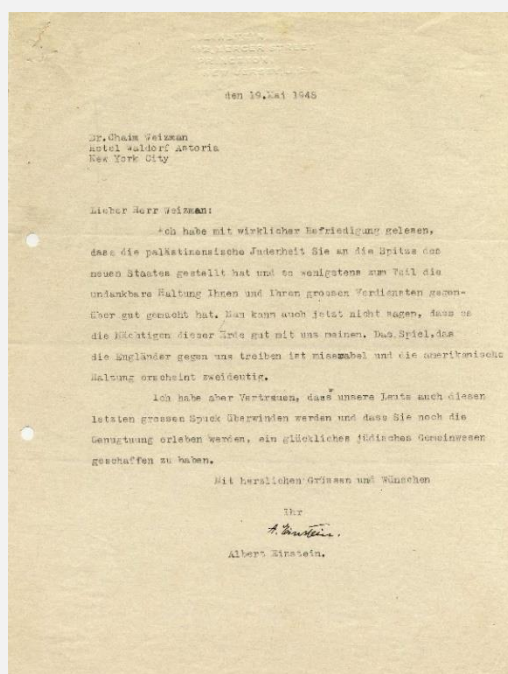 EINSTEIN
112 MERCER STREET
den 19.Mai 1948
Dr.Chaim Weizman
Hotel Waldorf Astoria
New York City
Lieber Herr Weizman:
Ich habe mit wirklicher Befriedigung gelesen,
dass die palästinensische Judenheit Sie an die Spitze des
neuen Staates gestellt hat und so wenigstens zum Teil die
undankbare Haltung Ihnen und Ihren grossen Verdiensten gegen-
über gut gemacht hat. Man kann auch jetzt nicht sagen, dass es
die Mächtigen dieser Erde gut mit uns meinen. Das Spiel,das
die Engländer gegen uns treiben ist miserabel und die amerikanische
Haltung erscheint zweideutig.
Ich habe aber Vertrauen, dass unsere Leute auch diesen
letzten grossen Spuck überwinden werden und dass Sie noch die
Genugtuung erleben werden, ein glückliches jüdisches Gemeinwesen
geschaffen zu haben.
Mit herzlichen Grüssen und Wünschen
Ihr
A. Einstein.
Albert Einstein.